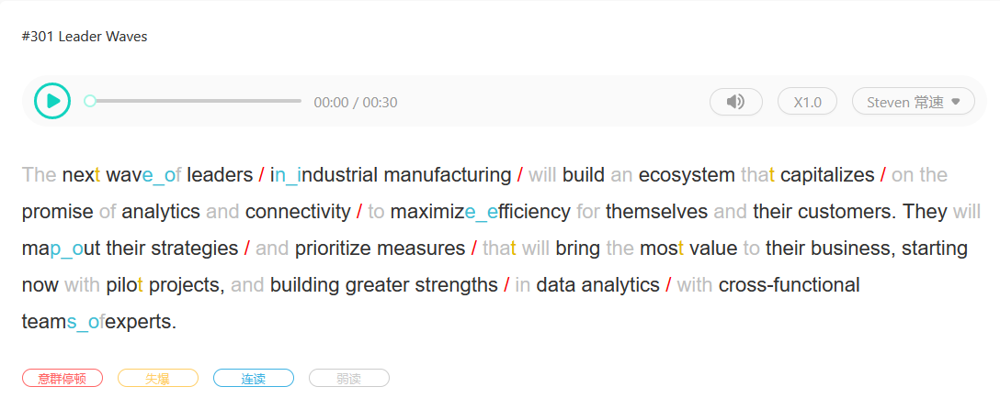 #301 Leader Waves
00:00 / 00:30
X1.0
Steven 常速
The next wave_of leaders / in_industrial manufacturing / will build an ecosystem that capitalizes / on the
promise of analytics and connectivity / to maximize_efficiency for themselves and their customers. They will
map_out their strategies / and prioritize measures / that will bring the most value to their business, starting
now with pilot projects, and building greater strengths / in data analytics / with cross-functional
teams_ofexperts.
意群停顿 失爆 连读 弱读